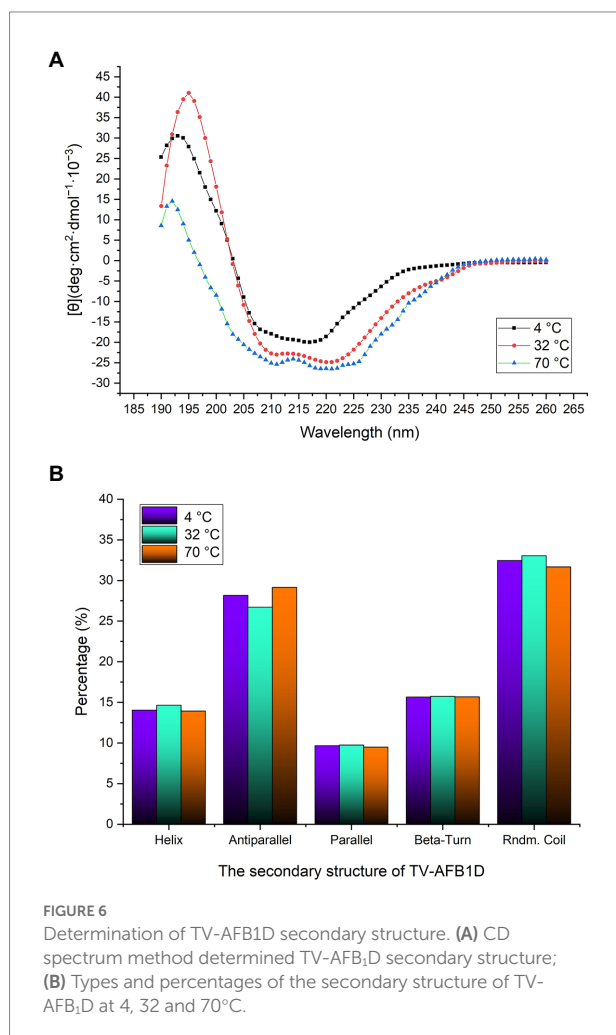 A
[θ](deg·cm²·dmol⁻¹·10⁻³)
45
40
35
30
25
20
15
10
5
0
-5
-10
-15
-20
-25
-30
4 °C
32 °C
70 °C
185 190 195 200 205 210 215 220 225 230 235 240 245 250 255 260 265
Wavelength (nm)
B
Percentage (%)
40
35
30
25
20
15
10
5
0
4 °C
32 °C
70 °C
Helix Antiparallel Parallel Beta-Turn Rndm. Coil
The secondary structure of TV-AFB1D
FIGURE 6
Determination of TV-AFB1D secondary structure. (A) CD
spectrum method determined TV-AFB₁D secondary structure;
(B) Types and percentages of the secondary structure of TV-
AFB₁D at 4, 32 and 70°C.